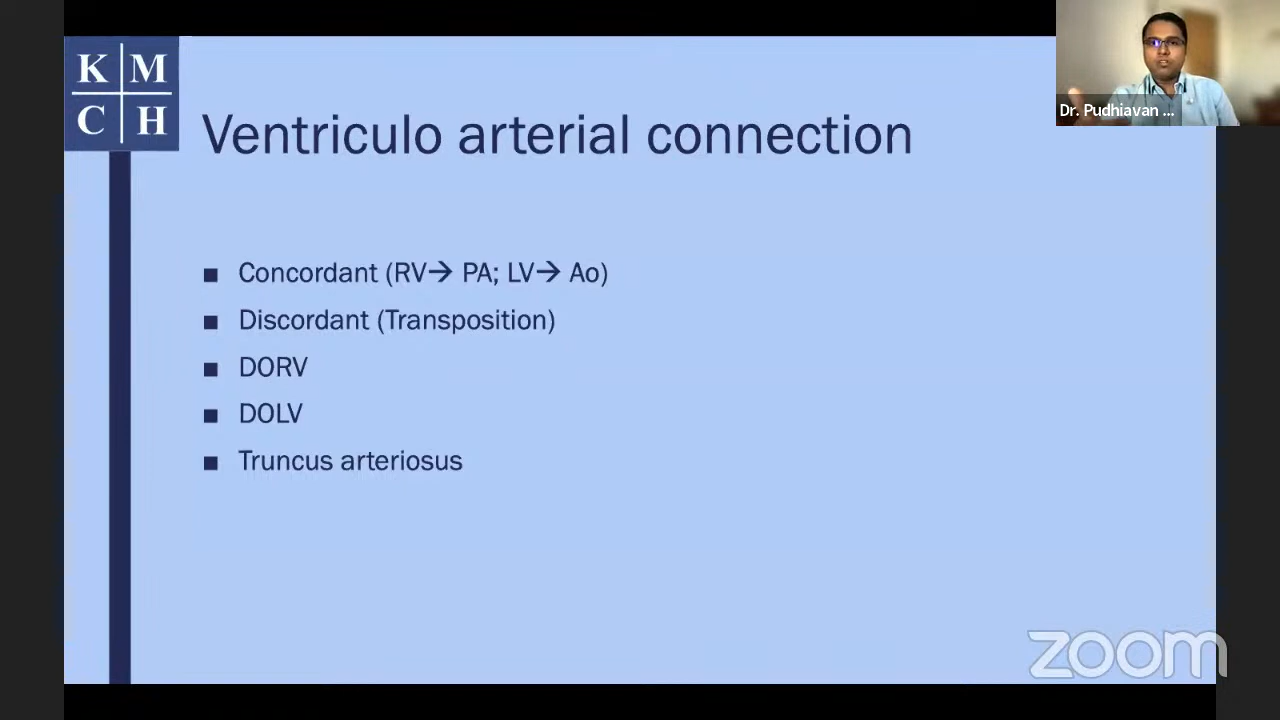 K M
C H
Ventriculo arterial connection
Dr. Pudhiavan ...
■ Concordant (RV→ PA; LV→ Ao)
■ Discordant (Transposition)
■ DORV
■ DOLV
■ Truncus arteriosus
zoom